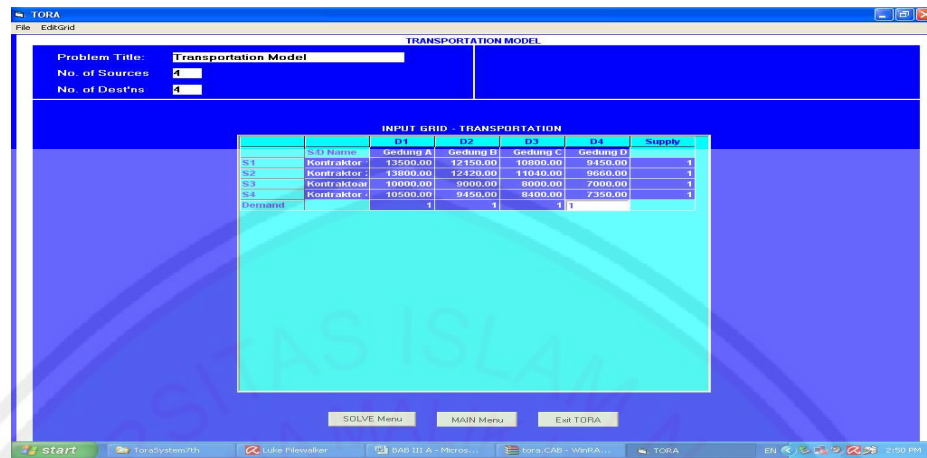 TORA
File EditGrid
TRANSPORTATION MODEL
Problem Title: Transportation Model
No. of Sources 4
No. of Dest'ns 4
INPUT GRID - TRANSPORTATION
D1 D2 D3 D4 Supply
S/D Name Gedung A Gedung B Gedung C Gedung D
S1 Kontraktor 13500.00 12150.00 10800.00 9450.00 1
S2 Kontraktor 13800.00 12420.00 11040.00 9660.00 1
S3 Kontraktoar 10000.00 9000.00 8000.00 7000.00 1
S4 Kontraktor 10500.00 9450.00 8400.00 7350.00 1
Demand 1 1 1 1
SITAS ISLAM
SOLVE Menu MAIN Menu Exit TORA
start ToraSystem7th Luke Filewalker BAB III A - Micros... tora.CAB - WinRA... TORA EN 2:50 PM